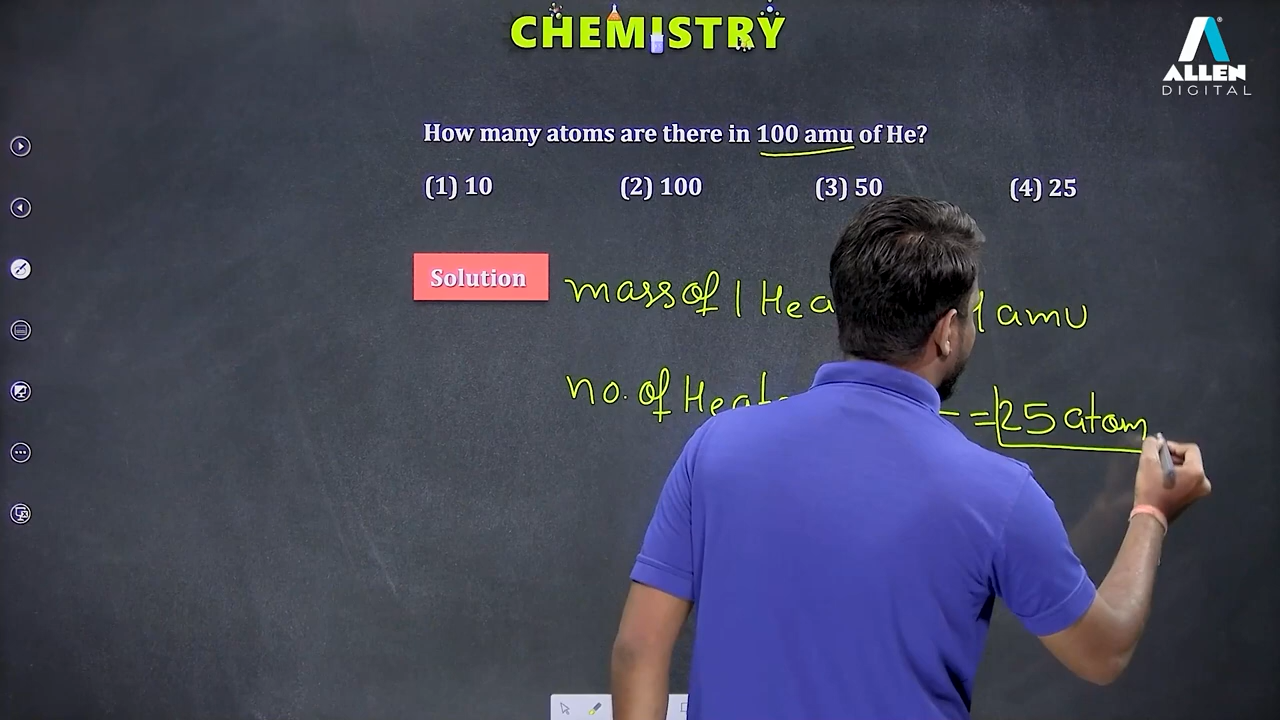 CHEMISTRY
ALLEN
DIGITAL
How many atoms are there in 100 amu of He?
(1) 10 (2) 100 (3) 50 (4) 25
Solution
mass of 1 He amu
no. of He = 25 atom